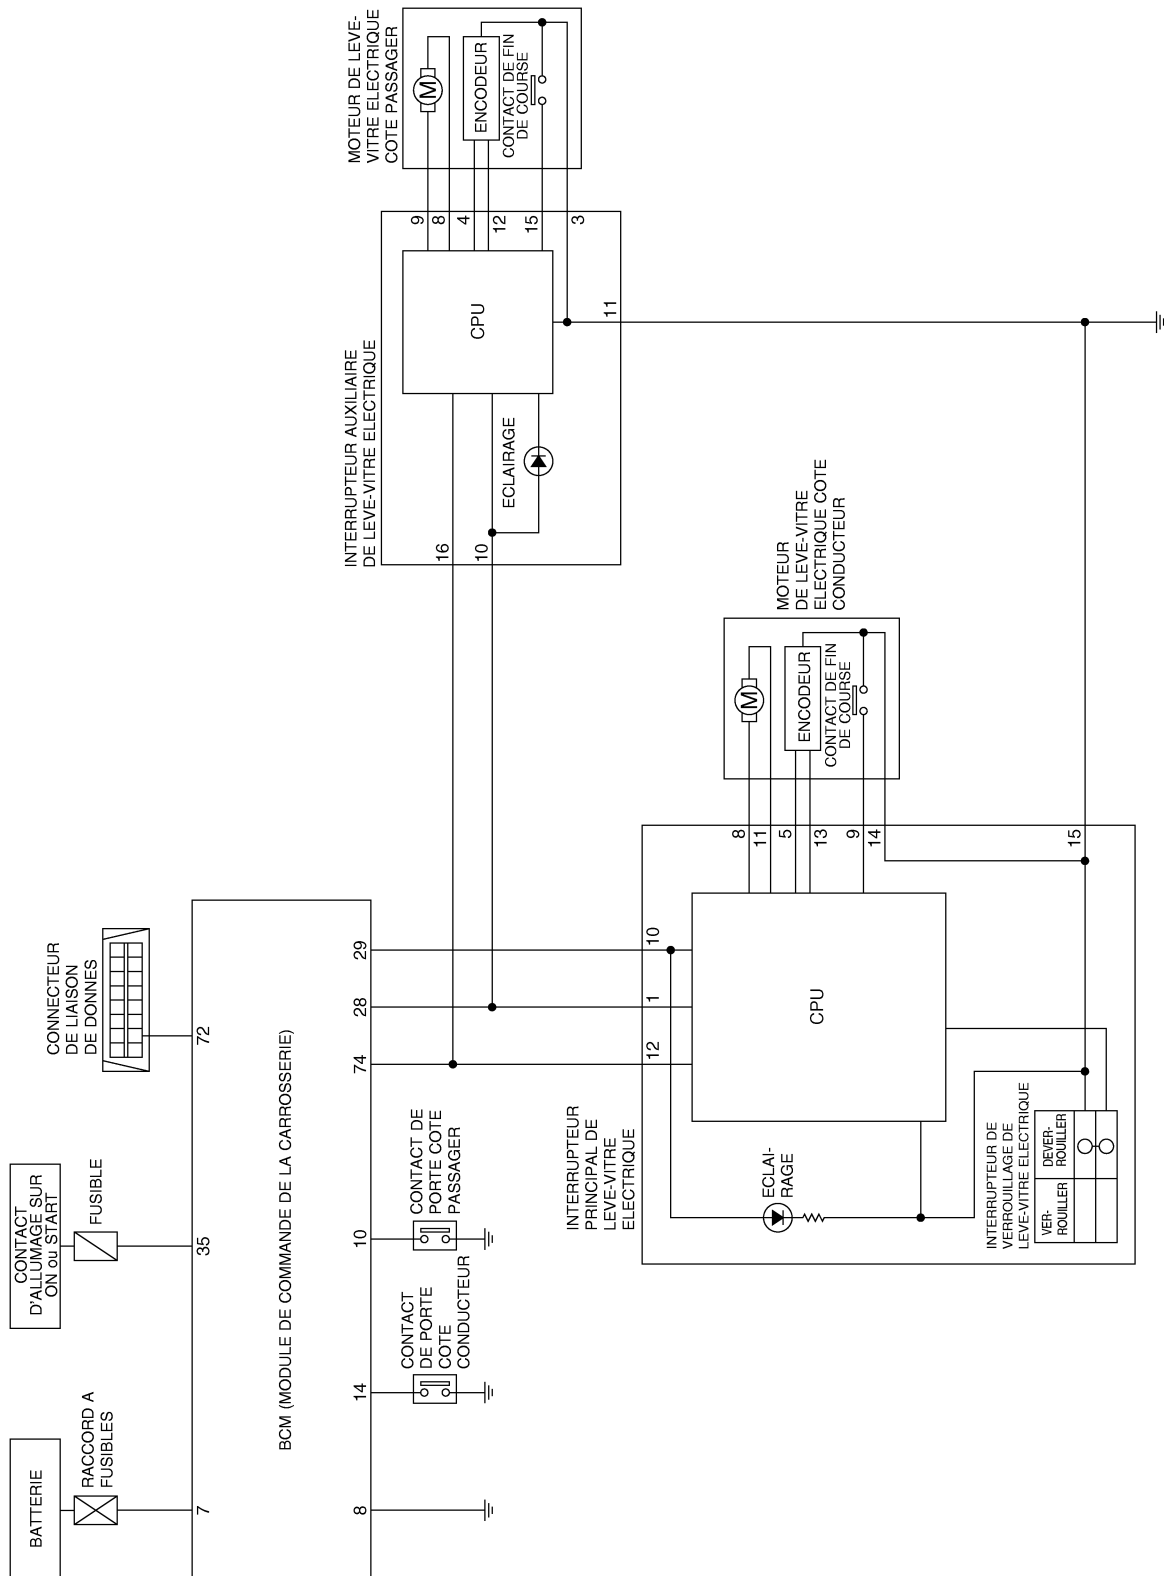 BATTERIE
RACCORD A
FUSIBLES
7
CONTACT
D'ALLUMAGE SUR
ON ou START
FUSIBLE
35
CONNECTEUR
DE LIAISON
DE DONNES
72
BCM (MODULE DE COMMANDE DE LA CARROSSERIE)
8
14
10
74
28
29
CONTACT
DE PORTE
COTE
CONDUCTEUR
CONTACT DE
PORTE COTE
PASSAGER
INTERRUPTEUR
PRINCIPAL DE
LEVE-VITRE
ELECTRIQUE
12
1
10
CPU
ECLAI-
RAGE
INTERRUPTEUR DE
VERROUILLAGE DE
LEVE-VITRE ELECTRIQUE
VER-
ROUILLER
DEVER-
ROUILLER
8
11
5
13
9
14
15
MOTEUR
DE LEVE-VITRE
ELECTRIQUE COTE
CONDUCTEUR
M
ENCODEUR
CONTACT DE FIN
DE COURSE
INTERRUPTEUR AUXILIAIRE
DE LEVE-VITRE ELECTRIQUE
16
10
ECLAIRAGE
CPU
11
9
8
4
12
15
3
MOTEUR DE LEVE-
VITRE ELECTRIQUE
COTE PASSAGER
M
ENCODEUR
CONTACT DE FIN
DE COURSE